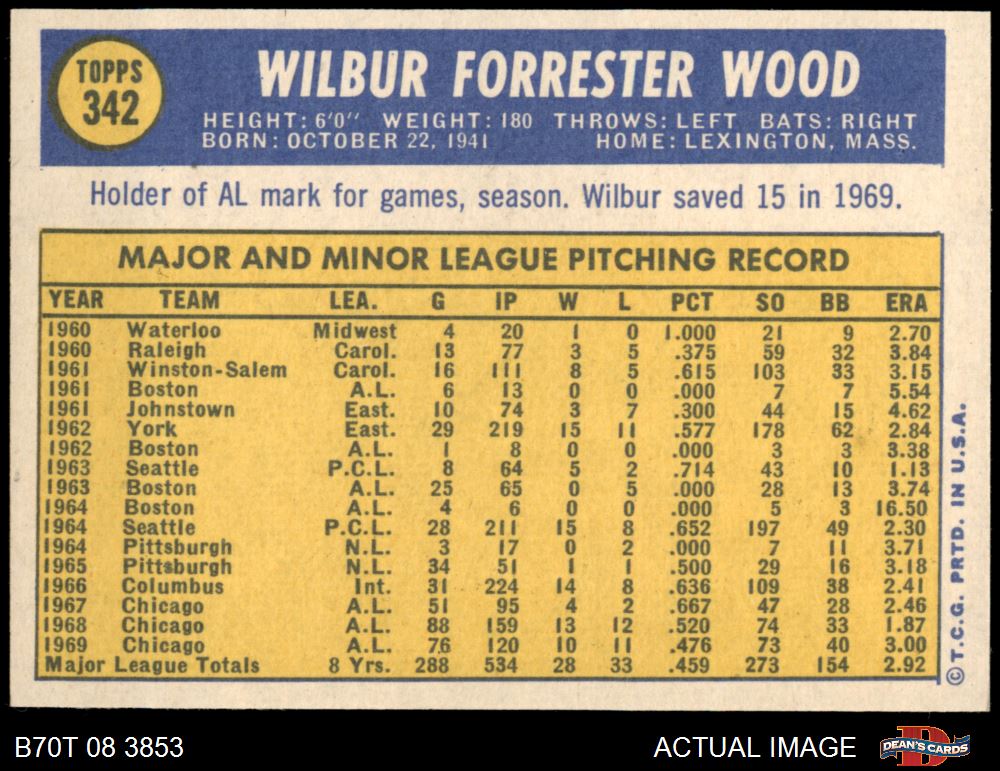 TOPPS
342
WILBUR FORRESTER WOOD
HEIGHT: 6'0" WEIGHT: 180 THROWS: LEFT BATS: RIGHT
BORN: OCTOBER 22, 1941 HOME: LEXINGTON, MASS.
Holder of AL mark for games, season. Wilbur saved 15 in 1969.
MAJOR AND MINOR LEAGUE PITCHING RECORD
YEAR TEAM LEA. G IP W L PCT SO BB ERA
1960 Waterloo Midwest 4 20 1 0 1.000 21 9 2.70
1960 Raleigh Carol. 13 77 3 5 .375 59 32 3.84
1961 Winston-Salem Carol. 16 111 8 5 .615 103 33 3.15
1961 Boston A.L. 6 13 0 0 .000 7 7 5.54
1961 Johnstown East. 10 74 3 7 .300 44 15 4.62
1962 York East. 29 219 15 11 .577 178 62 2.84
1962 Boston A.L. 1 8 0 0 .000 3 3 3.38
1963 Seattle P.C.L. 8 64 5 2 .714 43 10 1.13
1963 Boston A.L. 25 65 0 5 .000 28 13 3.74
1964 Boston A.L. 4 6 0 0 .000 5 3 16.50
1964 Seattle P.C.L. 28 211 15 8 .652 197 49 2.30
1964 Pittsburgh N.L. 3 17 0 2 .000 7 11 3.71
1965 Pittsburgh N.L. 34 51 1 1 .500 29 16 3.18
1966 Columbus Int. 31 224 14 8 .636 109 38 2.41
1967 Chicago A.L. 51 95 4 2 .667 47 28 2.46
1968 Chicago A.L. 88 159 13 12 .520 74 33 1.87
1969 Chicago A.L. 76 120 10 11 .476 73 40 3.00
Major League Totals 8 Yrs. 288 534 28 33 .459 273 154 2.92
©T.C.G. PRTD. IN U.S.A.
B70T 08 3853
ACTUAL IMAGE
DEAN'S CARDS